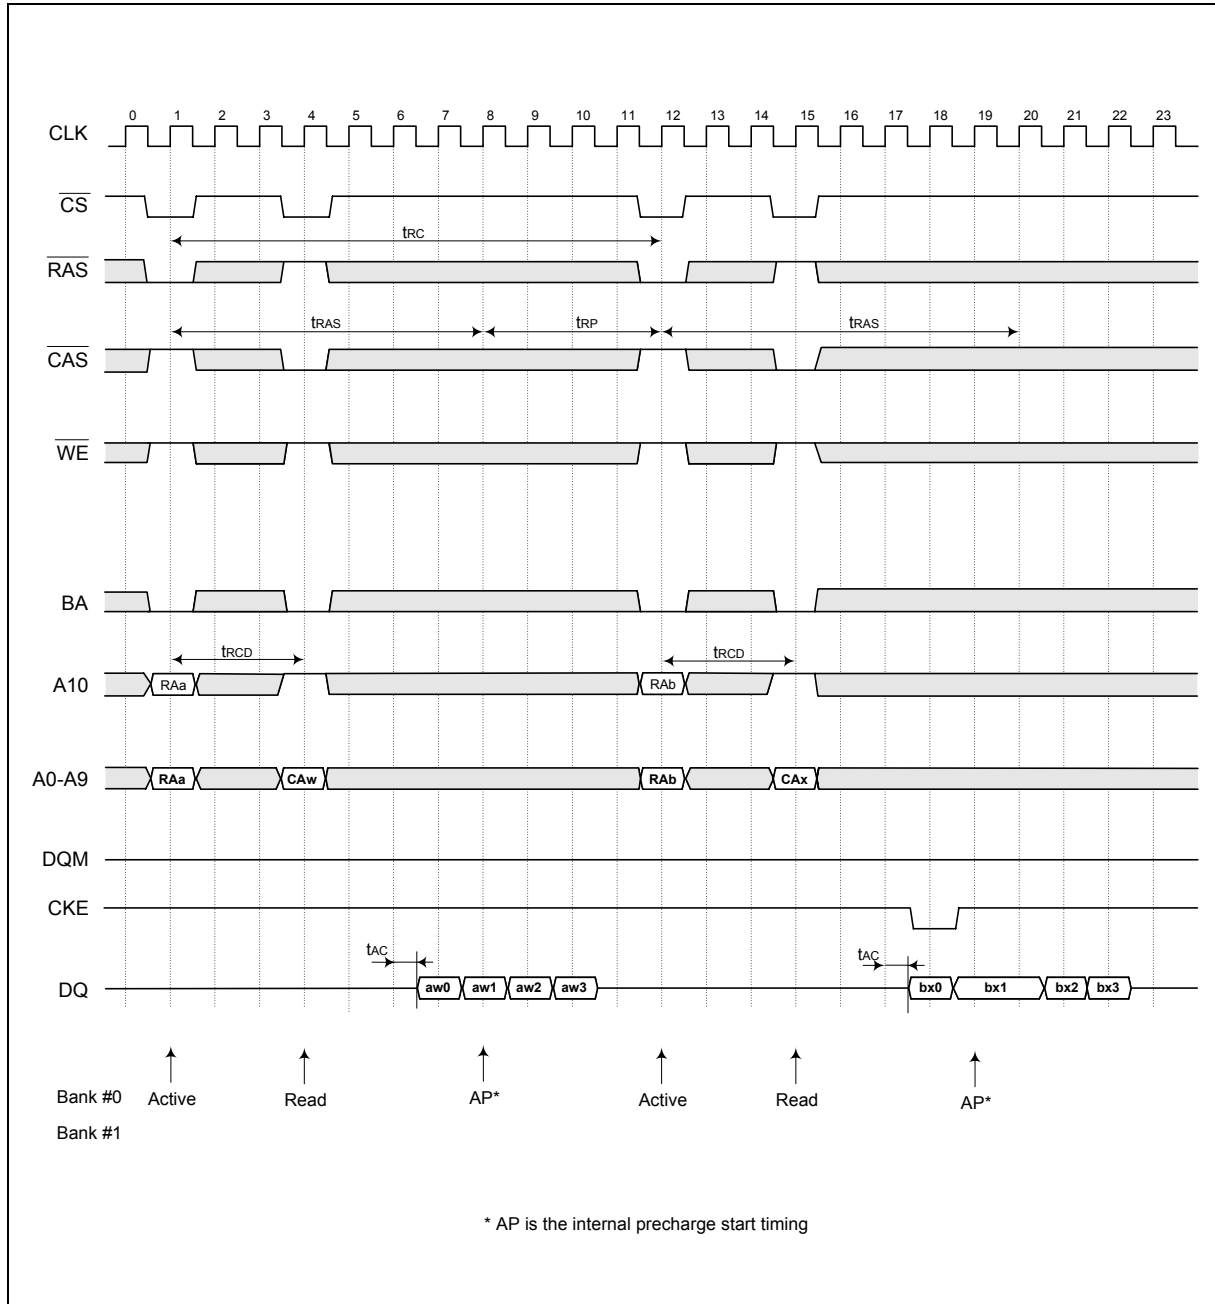 0 1 2 3 4 5 6 7 8 9 10 11 12 13 14 15 16 17 18 19 20 21 22 23
CLK
CS
tRC
RAS
tRAS tRP tRAS
CAS
WE
BA
tRCD tRCD
A10 RAa RAb
A0-A9 RAa CAw RAb CAx
DQM
CKE
tAC tAC
DQ aw0 aw1 aw2 aw3 bx0 bx1 bx2 bx3
Bank #0 Active Read AP* Active Read AP*
Bank #1
* AP is the internal precharge start timing